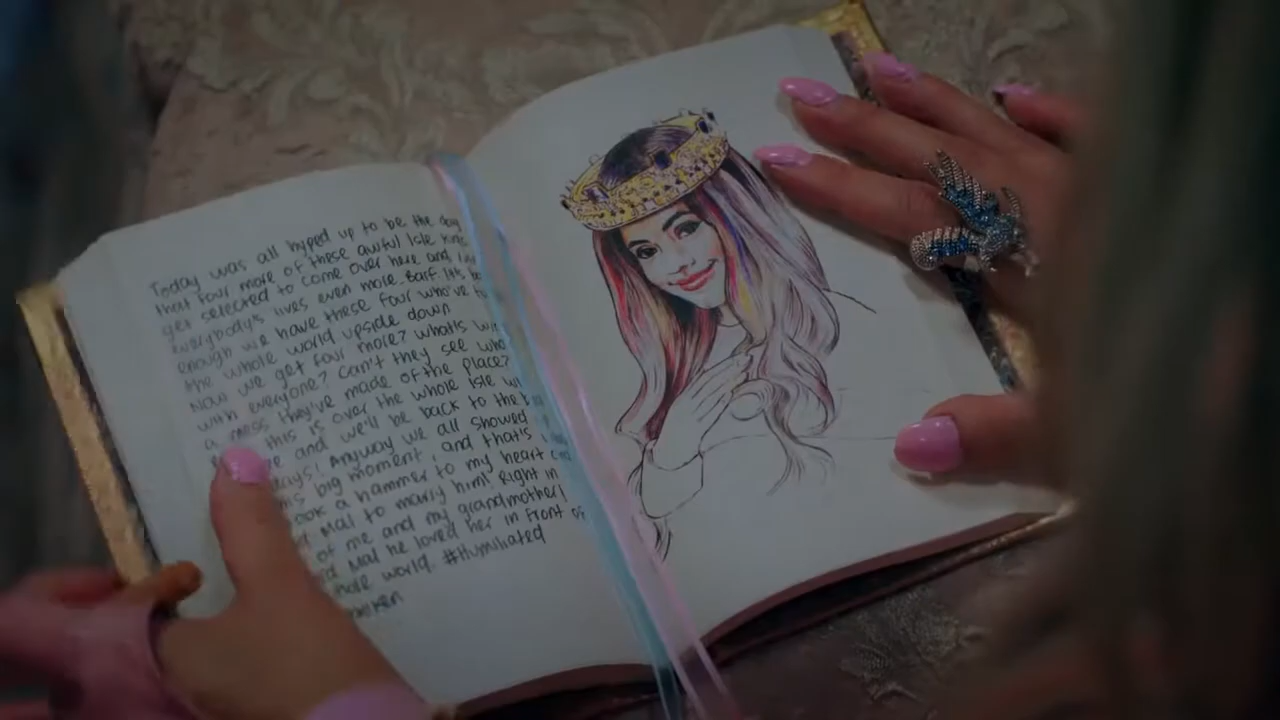 Today was all hyped up to be the day
that four more of these awful Isle kids
get selected to come over here and
everybody's lives even more. Barf. It's
enough we have these four who've
the whole world upside down
Now we get four more? What's
with everyone? Can't they see
a mess they've made of the place?
this is over the whole Isle
and we'll be back to the
days! Anyway we all showed
big moment and that's
a hammer to my heart
Mal to marry him! Right in
of me and my grandmother!
Mal he loved her in front of
world. #Humiliated